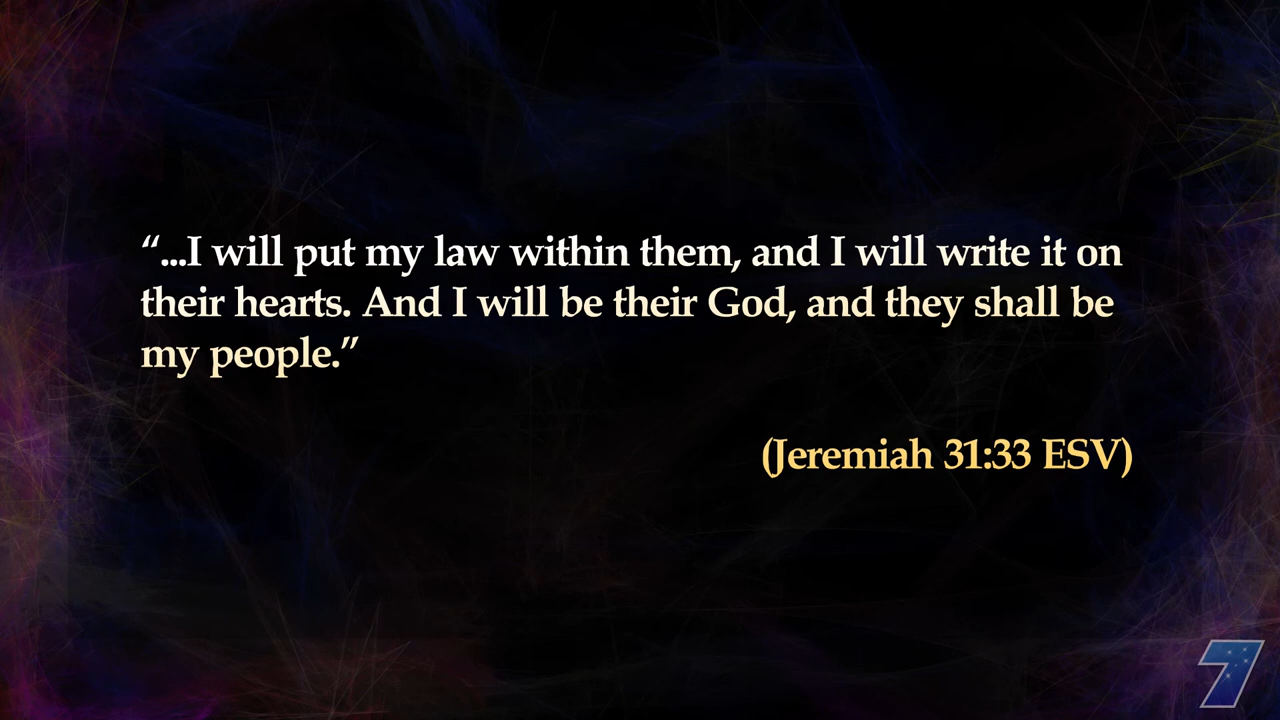 “...I will put my law within them, and I will write it on
their hearts. And I will be their God, and they shall be
my people.”
(Jeremiah 31:33 ESV)
7